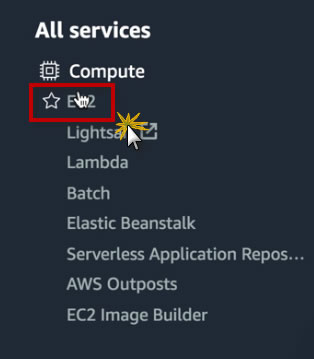 All services
Compute
EC2
Lightsail
Lambda
Batch
Elastic Beanstalk
Serverless Application Repos...
AWS Outposts
EC2 Image Builder